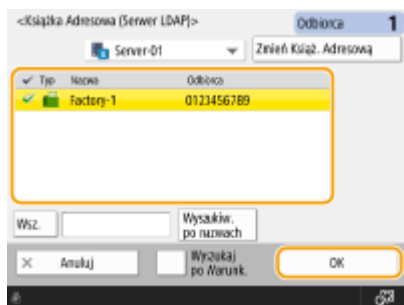 <Książka Adresowa (Serwer LDAP)>
Odbiorca 1
Server-01
Zmień Książ. Adresową
Typ Nazwa Odbiorca
Factory-1 0123456789
Wsz.
Wyszukiw.
po nazwach
Anuluj
Wyszukaj
po Warunk.
OK